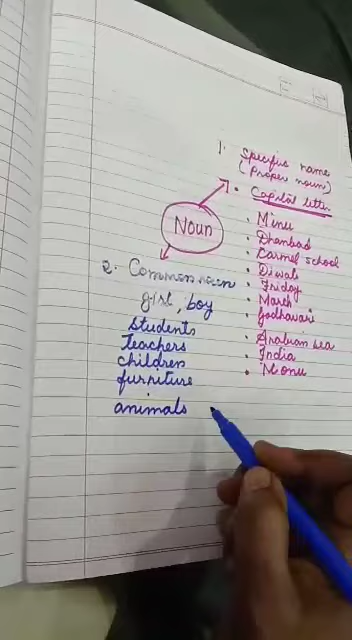 1. Specific name
(Proper noun)
• Capital letter
Noun
• Minu
• Dhanbad
• Carmel school
• Diwali
• Friday
• March
• Godhavari
• Arabian sea
• India
• Monu
2. Common noun
girl, boy
students
Teachers
children
furniture
animals